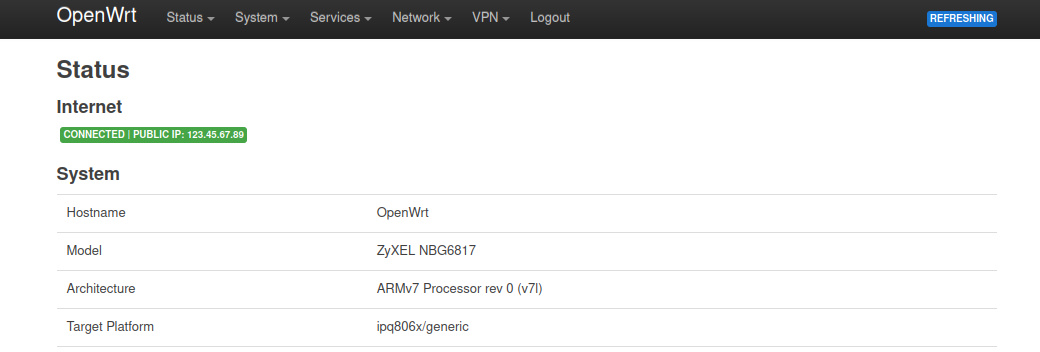 OpenWrt Status System Services Network VPN Logout REFRESHING
Status
Internet
CONNECTED | PUBLIC IP: 123.45.67.89
System
Hostname OpenWrt
Model ZyXEL NBG6817
Architecture ARMv7 Processor rev 0 (v7l)
Target Platform ipq806x/generic